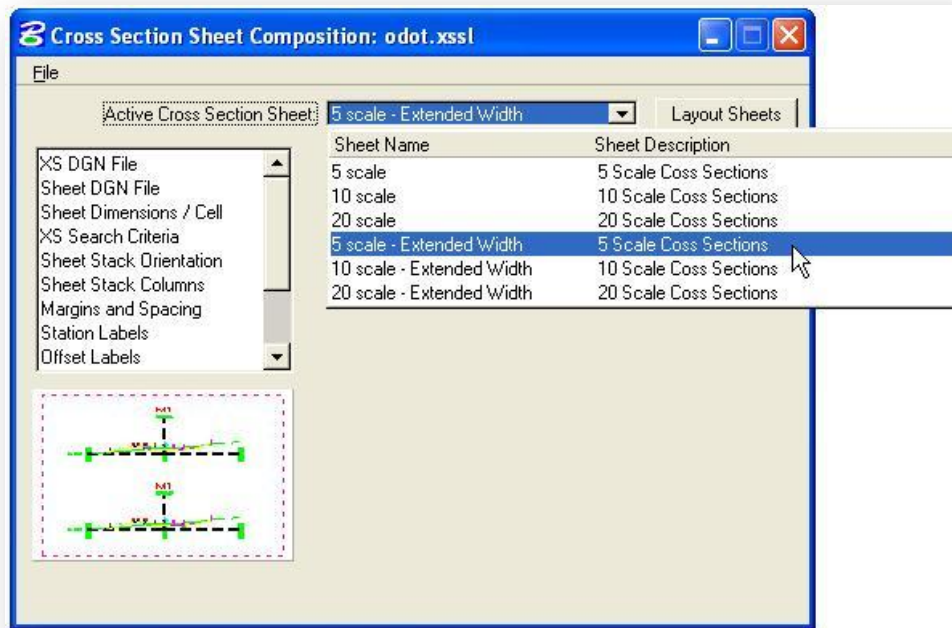 Cross Section Sheet Composition: odot.xssl
File
Active Cross Section Sheet: 5 scale - Extended Width Layout Sheets
Sheet Name Sheet Description
5 scale 5 Scale Coss Sections
10 scale 10 Scale Coss Sections
20 scale 20 Scale Coss Sections
5 scale - Extended Width 5 Scale Coss Sections
10 scale - Extended Width 10 Scale Coss Sections
20 scale - Extended Width 20 Scale Coss Sections
XS DGN File
Sheet DGN File
Sheet Dimensions / Cell
XS Search Criteria
Sheet Stack Orientation
Sheet Stack Columns
Margins and Spacing
Station Labels
Offset Labels